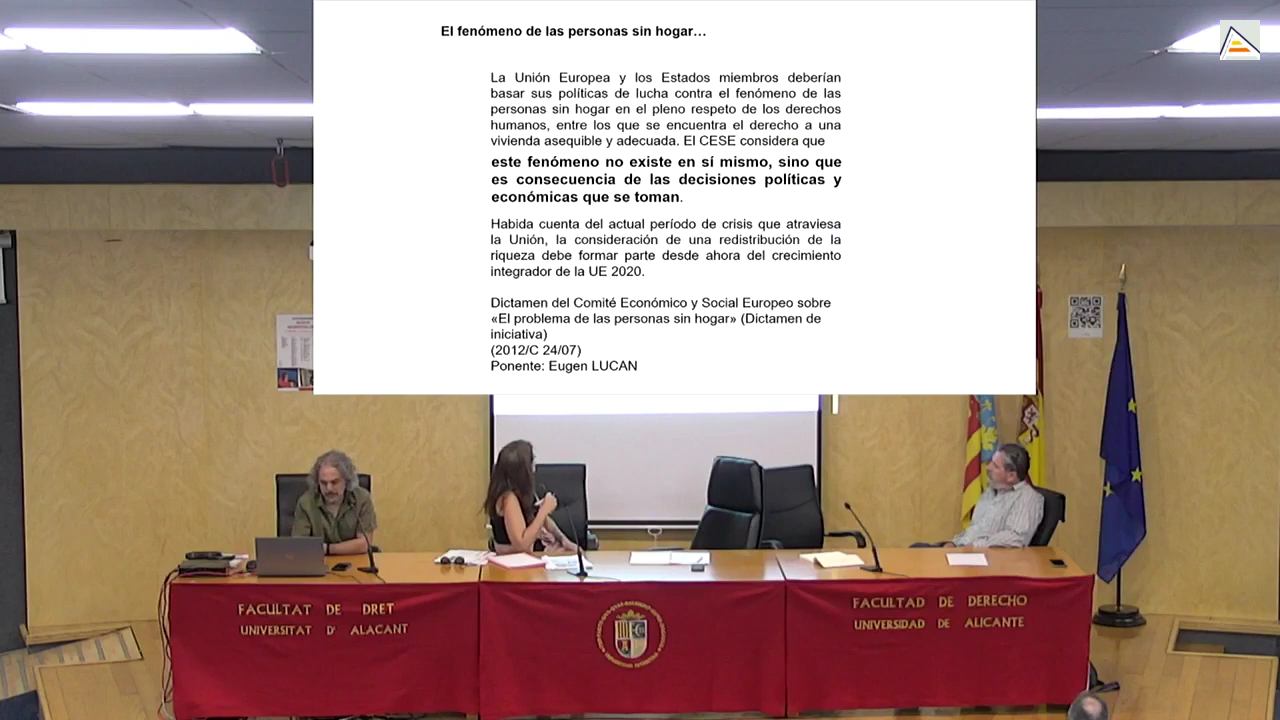 El fenómeno de las personas sin hogar…
La Unión Europea y los Estados miembros deberían
basar sus políticas de lucha contra el fenómeno de las
personas sin hogar en el pleno respeto de los derechos
humanos, entre los que se encuentra el derecho a una
vivienda asequible y adecuada. El CESE considera que
este fenómeno no existe en sí mismo, sino que
es consecuencia de las decisiones políticas y
económicas que se toman.
Habida cuenta del actual período de crisis que atraviesa
la Unión, la consideración de una redistribución de la
riqueza debe formar parte desde ahora del crecimiento
integrador de la UE 2020.
Dictamen del Comité Económico y Social Europeo sobre
«El problema de las personas sin hogar» (Dictamen de
iniciativa)
(2012/C 24/07)
Ponente: Eugen LUCAN
FACULTAT DE DRET
UNIVERSITAT D' ALACANT
FACULTAD DE DERECHO
UNIVERSIDAD DE ALICANTE